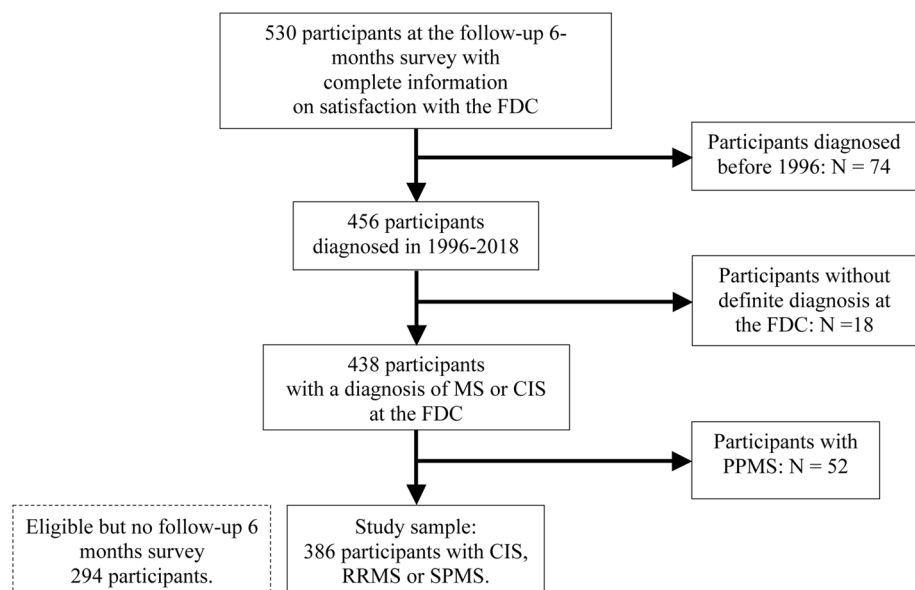 530 participants at the follow-up 6-
months survey with
complete information
on satisfaction with the FDC
Participants diagnosed
before 1996: N = 74
456 participants
diagnosed in 1996-2018
Participants without
definite diagnosis at
the FDC: N =18
438 participants
with a diagnosis of MS or CIS
at the FDC
Participants with
PPMS: N = 52
Eligible but no follow-up 6
months survey
294 participants.
Study sample:
386 participants with CIS,
RRMS or SPMS.